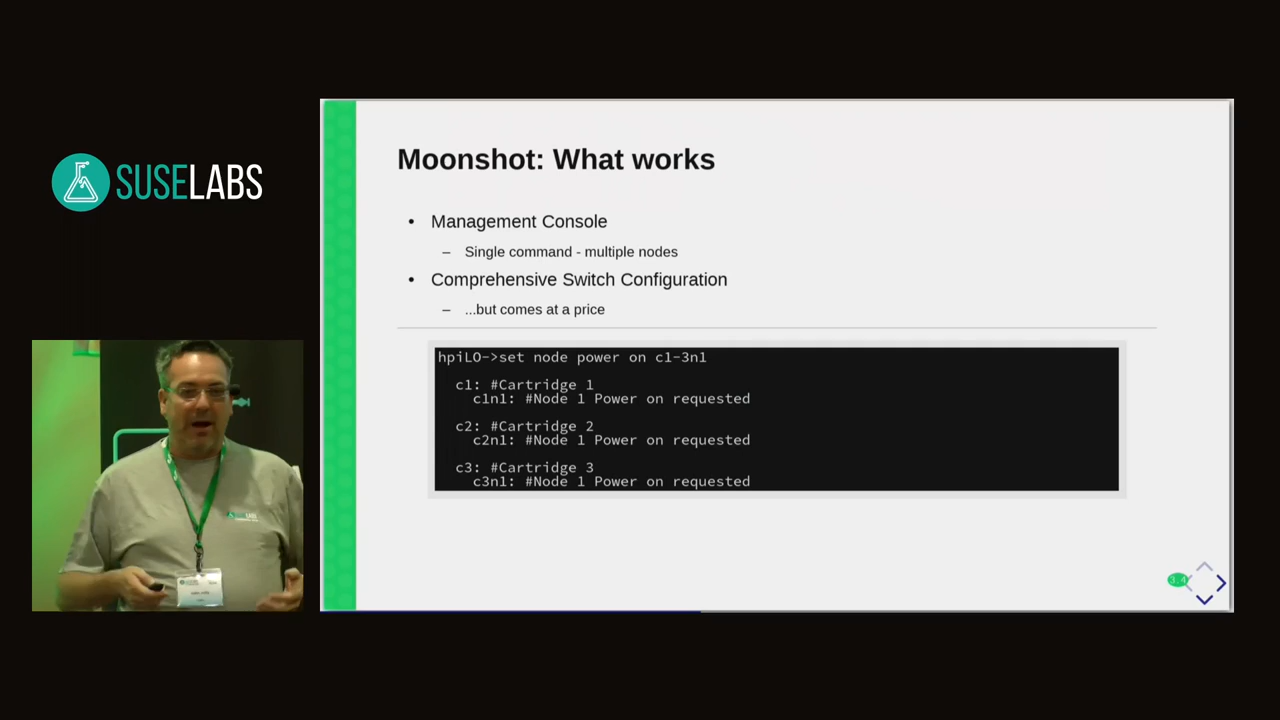 SUSELABS
Moonshot: What works
• Management Console
– Single command - multiple nodes
• Comprehensive Switch Configuration
– ...but comes at a price
hpiLO->set node power on c1-3n1
c1: #Cartridge 1
c1n1: #Node 1 Power on requested
c2: #Cartridge 2
c2n1: #Node 1 Power on requested
c3: #Cartridge 3
c3n1: #Node 1 Power on requested
3.4